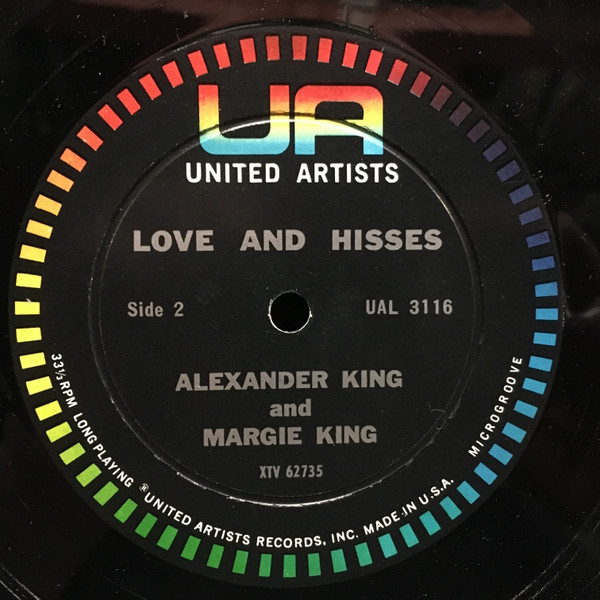 UA
UNITED ARTISTS
LOVE AND HISSES
Side 2
UAL 3116
ALEXANDER KING
and
MARGIE KING
XTV 62735
33⅓ RPM LONG PLAYING ® UNITED ARTISTS RECORDS, INC. MADE IN U.S.A. MICROGROOVE